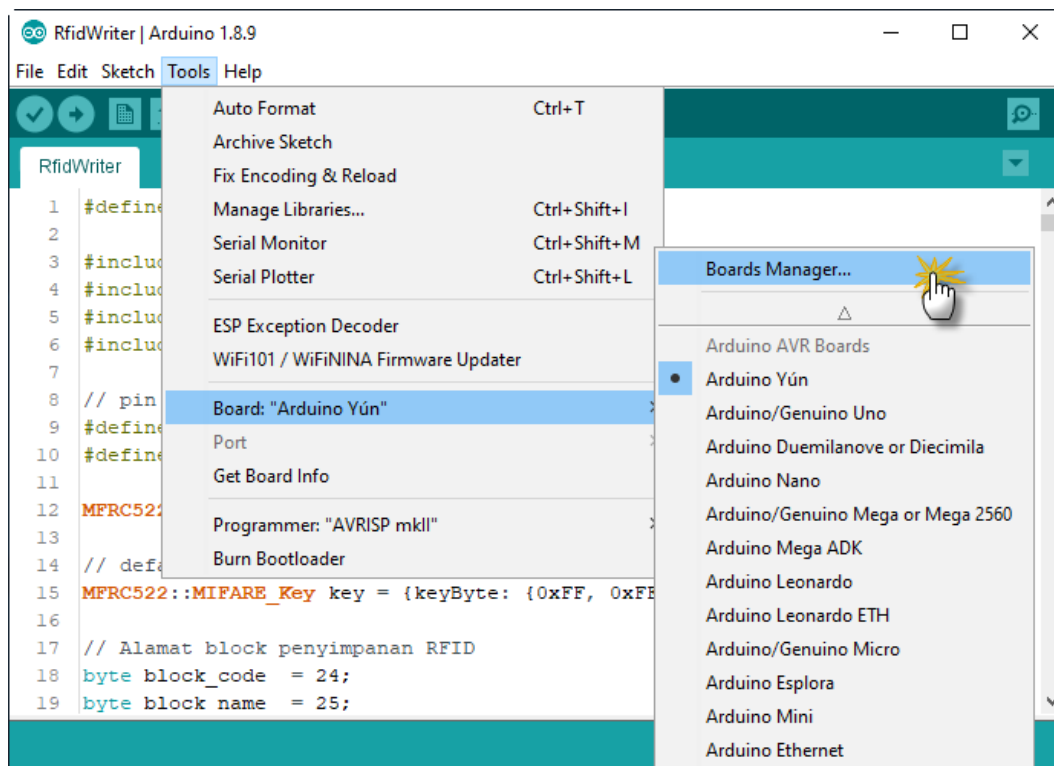 RfidWriter | Arduino 1.8.9
File Edit Sketch Tools Help
RfidWriter
Auto Format Ctrl+T
Archive Sketch
Fix Encoding & Reload
Manage Libraries... Ctrl+Shift+I
Serial Monitor Ctrl+Shift+M
Serial Plotter Ctrl+Shift+L
ESP Exception Decoder
WiFi101 / WiFiNINA Firmware Updater
Board: "Arduino Yún"
Port
Get Board Info
Programmer: "AVRISP mkII"
Burn Bootloader
Boards Manager...
Arduino AVR Boards
Arduino Yún
Arduino/Genuino Uno
Arduino Duemilanove or Diecimila
Arduino Nano
Arduino/Genuino Mega or Mega 2560
Arduino Mega ADK
Arduino Leonardo
Arduino Leonardo ETH
Arduino/Genuino Micro
Arduino Esplora
Arduino Mini
Arduino Ethernet
1 #define
2
3 #includ
4 #includ
5 #includ
6 #includ
7
8 // pin
9 #define
10 #define
11
12 MFRC522
13
14 // defa
15 MFRC522::MIFARE_Key key = {keyByte: {0xFF, 0xFF
16
17 // Alamat block penyimpanan RFID
18 byte block_code = 24;
19 byte block_name = 25;